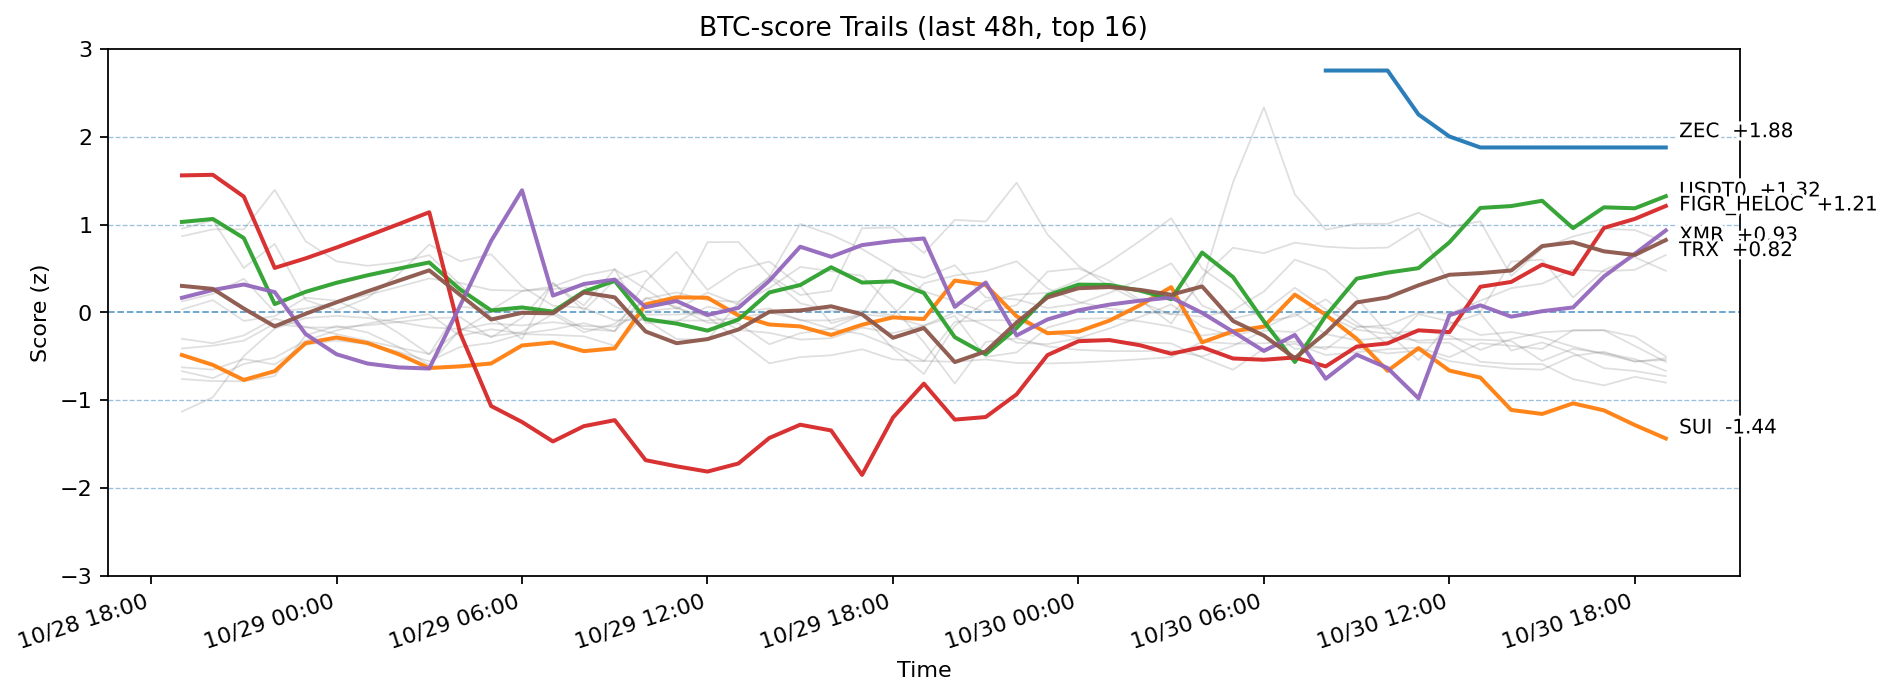 BTC-score Trails (last 48h, top 16)
Score (z)
3
2
1
0
−1
−2
−3
ZEC +1.88
USDT0 +1.32
FIGR_HELOC +1.21
XMR +0.93
TRX +0.82
SUI -1.44
10/28 18:00
10/29 00:00
10/29 06:00
10/29 12:00
10/29 18:00
10/30 00:00
10/30 06:00
10/30 12:00
10/30 18:00
Time